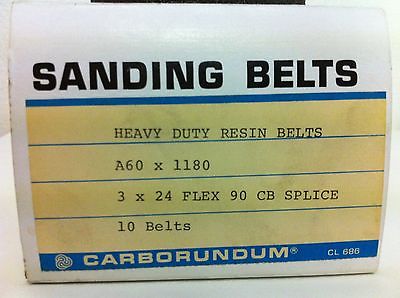 SANDING BELTS
HEAVY DUTY RESIN BELTS
A60 x 1180
3 x 24 FLEX 90 CB SPLICE
10 Belts
CARBORUNDUM® CL 686